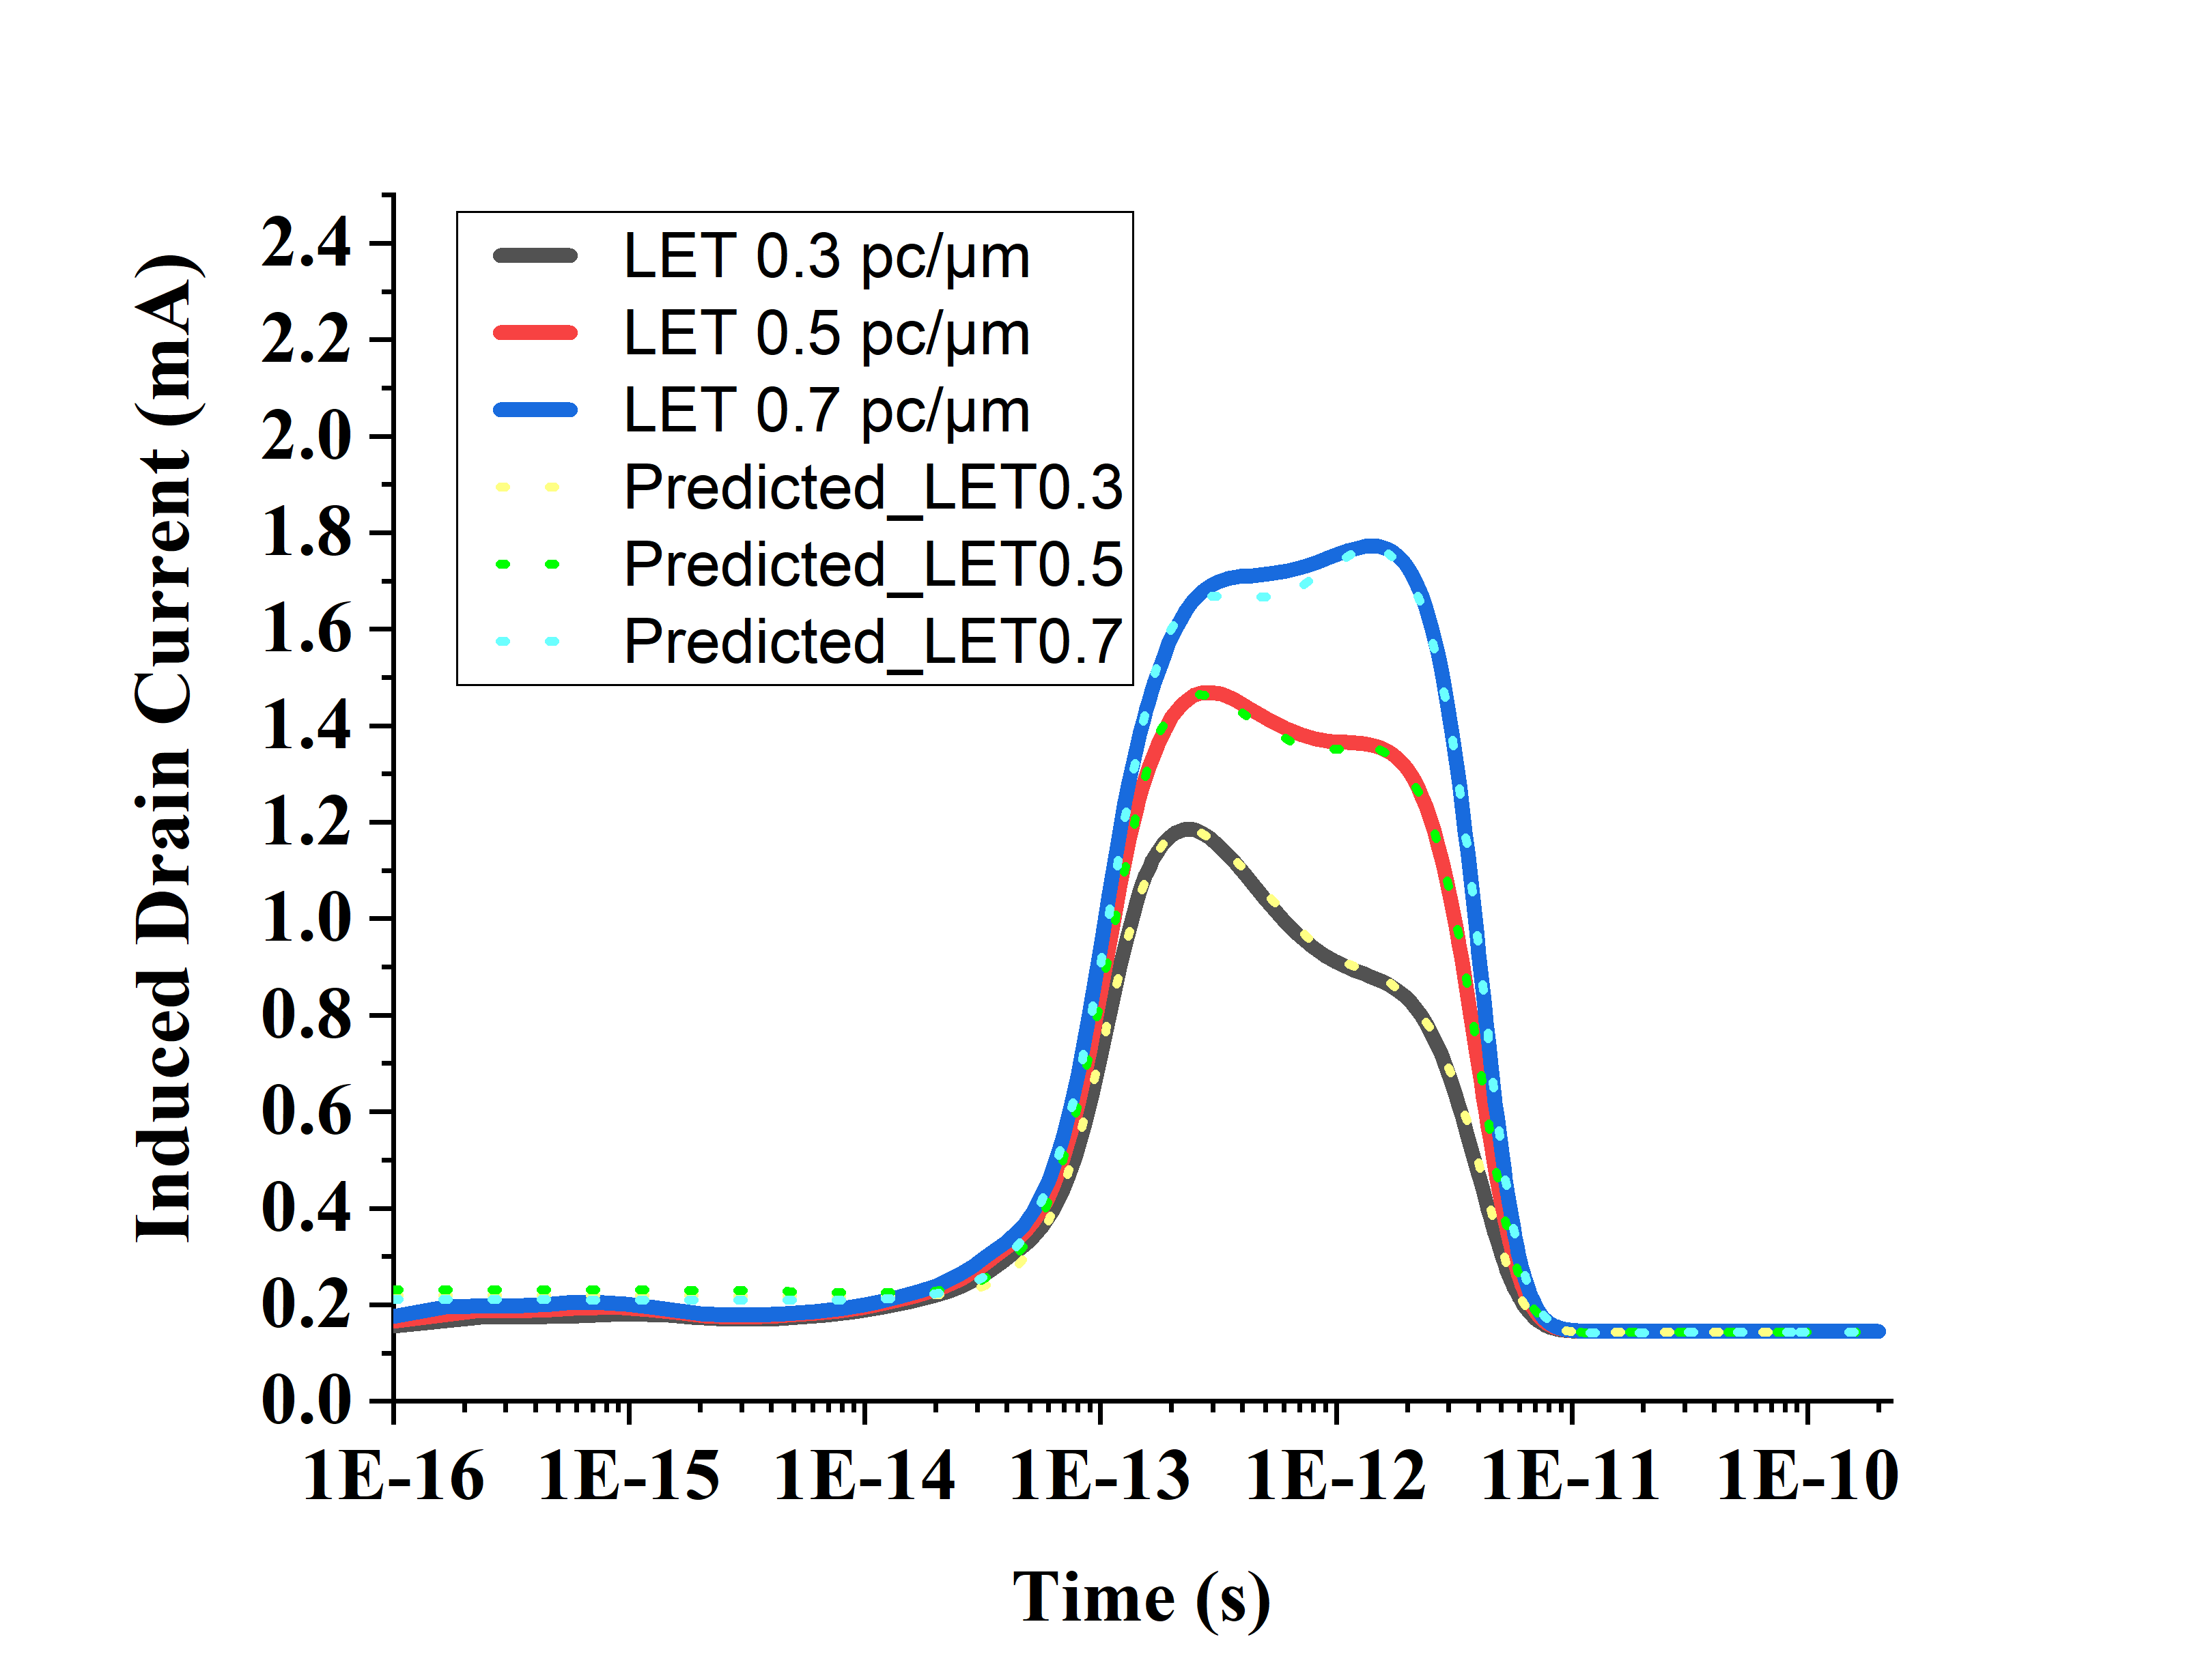 Induced Drain Current (mA)
2.4
2.2
2.0
1.8
1.6
1.4
1.2
1.0
0.8
0.6
0.4
0.2
0.0
LET 0.3 pc/μm
LET 0.5 pc/μm
LET 0.7 pc/μm
Predicted_LET0.3
Predicted_LET0.5
Predicted_LET0.7
1E-16 1E-15 1E-14 1E-13 1E-12 1E-11 1E-10
Time (s)